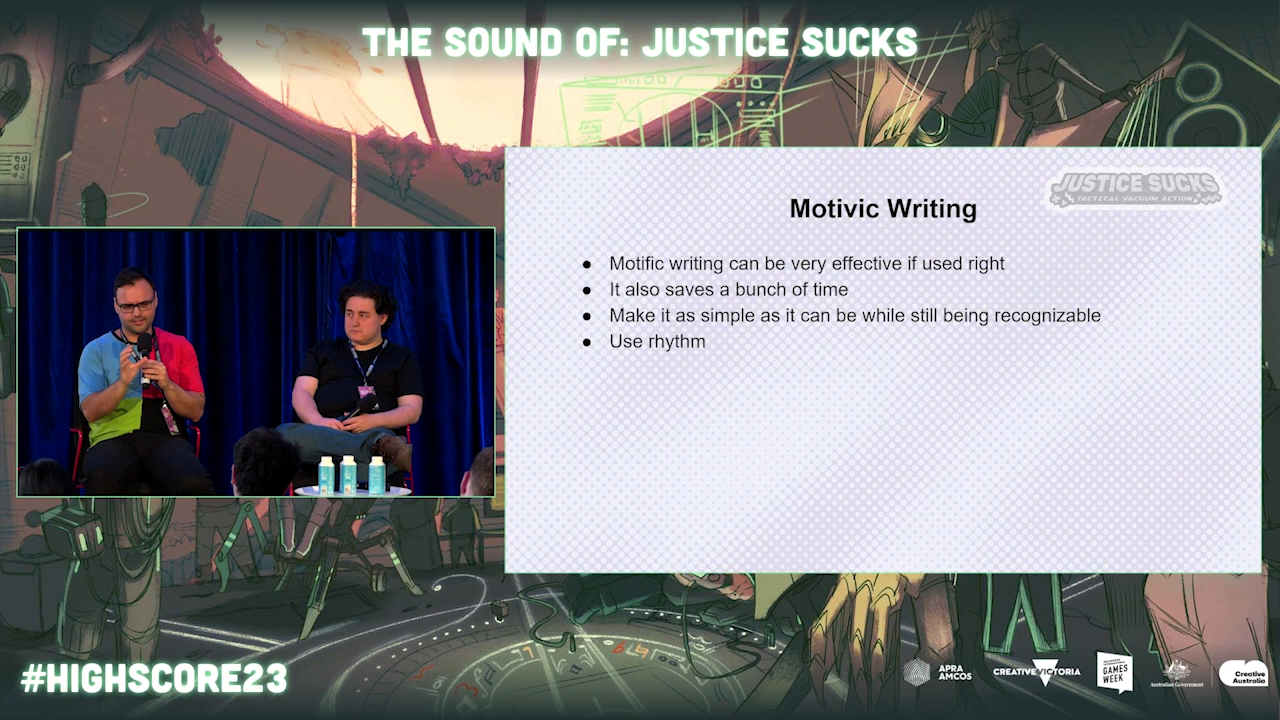 THE SOUND OF: JUSTICE SUCKS
JUSTICE SUCKS
TACTICAL VACUUM ACTION
Motivic Writing
● Motific writing can be very effective if used right
● It also saves a bunch of time
● Make it as simple as it can be while still being recognizable
● Use rhythm
#HIGHSCORE23
APRA
AMCOS
CREATIVE VICTORIA
GAMES
WEEK
Australian Government
Creative
Australia